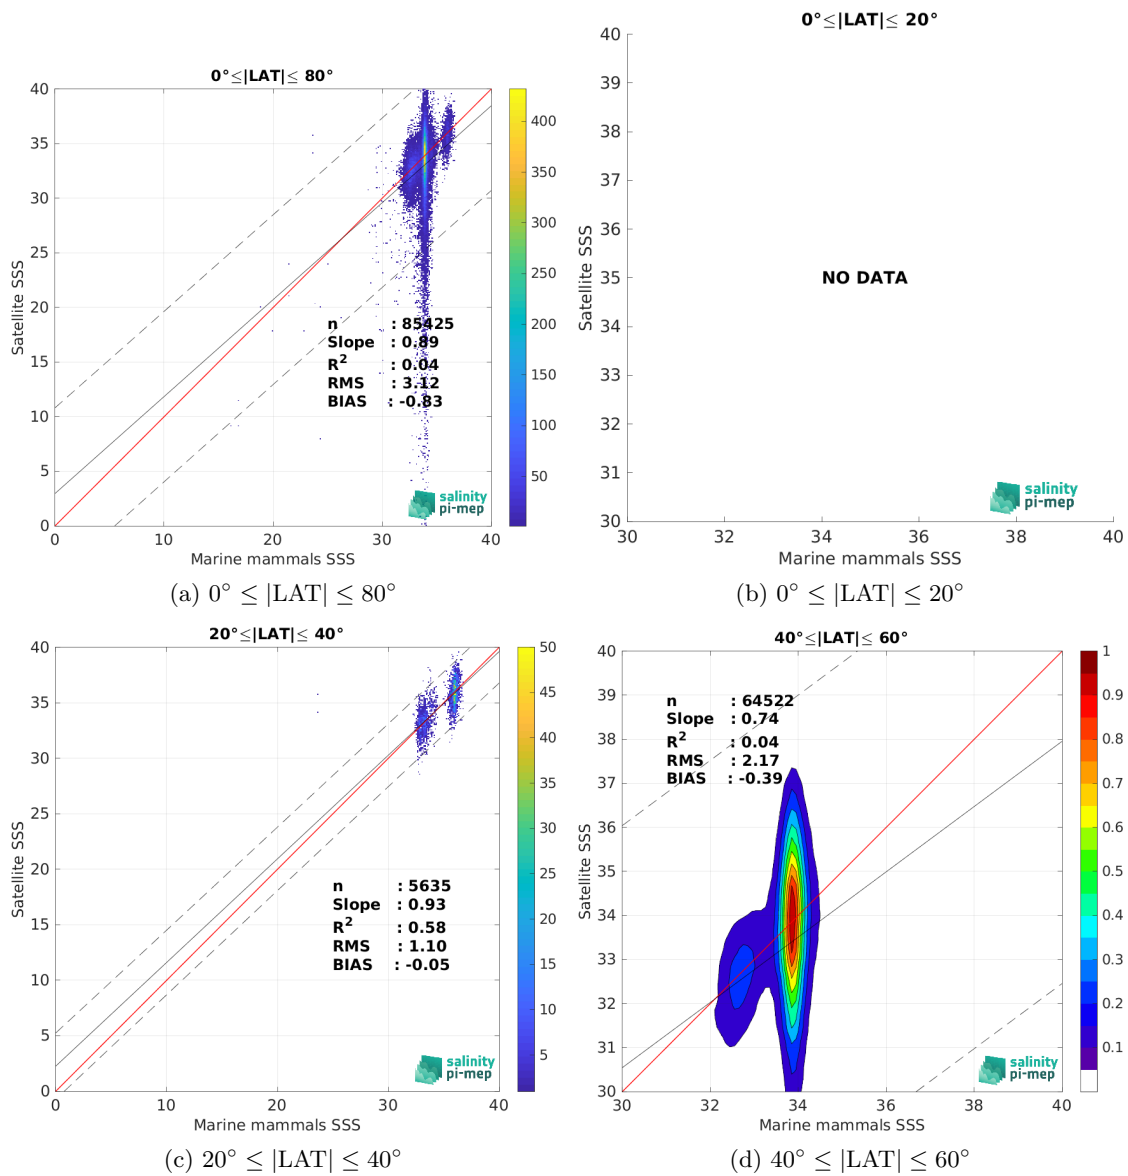 0°≤|LAT|≤ 80°
Satellite SSS
40
35
30
25
20
15
10
5
0
0
10
20
30
40
Marine mammals SSS
n : 85425
Slope : 0.89
R2 : 0.04
RMS : 3.12
BIAS : -0.83
salinity
pi-mep
400
350
300
250
200
150
100
50
(a) 0° ≤ |LAT| ≤ 80°
0°≤|LAT|≤ 20°
Satellite SSS
40
39
38
37
36
35
34
33
32
31
30
NO DATA
salinity
pi-mep
30
32
34
36
38
40
Marine mammals SSS
(b) 0° ≤ |LAT| ≤ 20°
20°≤|LAT|≤ 40°
Satellite SSS
40
35
30
25
20
15
10
5
0
n : 5635
Slope : 0.93
R2 : 0.58
RMS : 1.10
BIAS : -0.05
salinity
pi-mep
0
10
20
30
40
Marine mammals SSS
50
45
40
35
30
25
20
15
10
5
(c) 20° ≤ |LAT| ≤ 40°
40°≤|LAT|≤ 60°
Satellite SSS
40
39
38
37
36
35
34
33
32
31
30
n : 64522
Slope : 0.74
R2 : 0.04
RMS : 2.17
BIAS : -0.39
salinity
pi-mep
30
32
34
36
38
40
Marine mammals SSS
1
0.9
0.8
0.7
0.6
0.5
0.4
0.3
0.2
0.1
(d) 40° ≤ |LAT| ≤ 60°